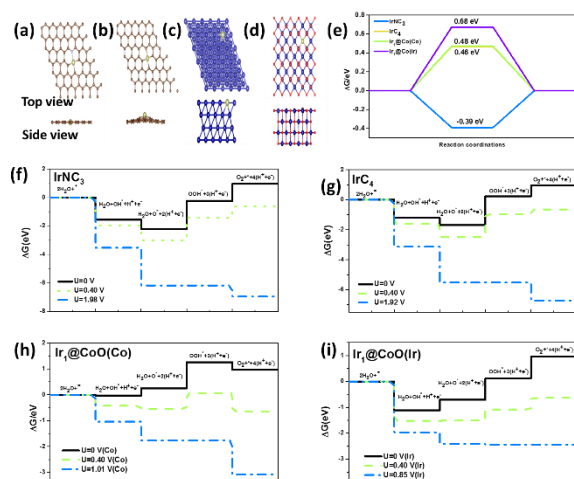 (a) (b) (c) (d) (e)
Top view
Side view
ΔG/eV
IrNC3
IrC4
Ir1@Co(Co)
Ir1@Co(Ir)
0.68 eV
0.48 eV
0.46 eV
-0.39 eV
0.0
Reaction coordinations
(f) IrNC3
ΔG/eV
2H2O+*
H2O+OH*+H++e-
H2O+O*+2(H++e-)
OOH*+3(H++e-)
O2+*+4(H++e-)
U=0 V
U=0.40 V
U=1.98 V
(g) IrC4
ΔG/eV
2H2O+*
H2O+OH*+H++e-
H2O+O*+2(H++e-)
OOH*+3(H++e-)
O2+*+4(H++e-)
U=0 V
U=0.40 V
U=1.92 V
(h) Ir1@CoO(Co)
ΔG/eV
2H2O+*
H2O+OH*+H++e-
H2O+O*+2(H++e-)
OOH*+3(H++e-)
O2+*+4(H++e-)
U=0 V(Co)
U=0.40 V(Co)
U=1.01 V(Co)
(i) Ir1@CoO(Ir)
ΔG/eV
2H2O+*
H2O+OH*+H++e-
H2O+O*+2(H++e-)
OOH*+3(H++e-)
O2+*+4(H++e-)
U=0 V(Ir)
U=0.40 V(Ir)
U=0.85 V(Ir)